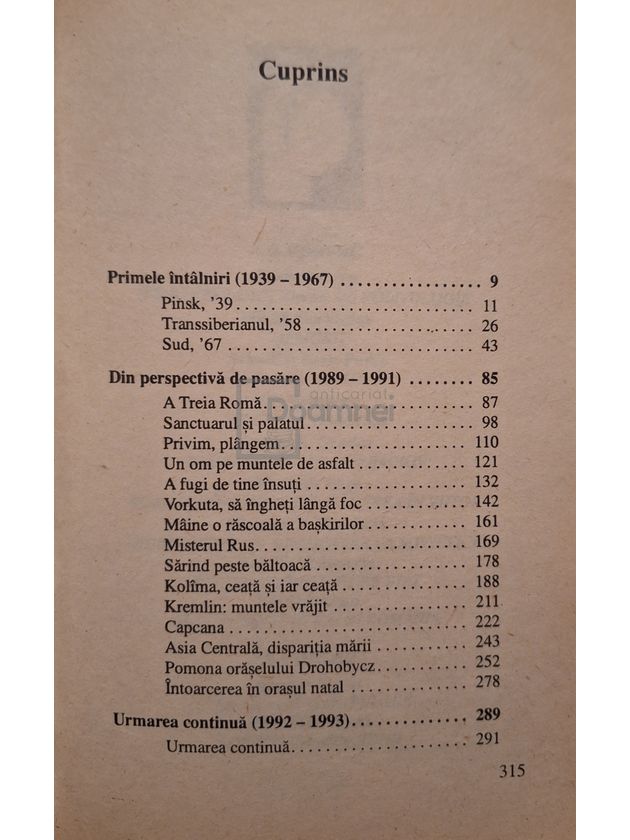 Cuprins
Primele întâlniri (1939 – 1967) ................. 9
Pinsk, ’39 ........................... 11
Transsiberianul, ’58 .................. 26
Sud, ’67 ............................. 43
Din perspectivă de pasăre (1989 – 1991) ........ 85
A Treia Romă ........................ 87
Sanctuarul și palatul ................... 98
Privim, plângem ...................... 110
Un om pe muntele de asfalt ............. 121
A fugi de tine însuți ................... 132
Vorkuta, să îngheți lângă foc ............ 142
Mâine o răscoală a bașkirilor ............ 161
Misterul Rus ......................... 169
Sărind peste băltoacă .................. 178
Kolîma, ceață și iar ceață ............... 188
Kremlin: muntele vrăjit ................ 211
Capcana ............................ 222
Asia Centrală, dispariția mării ........... 243
Pomona orășelului Drohobycz ........... 252
Întoarcerea în orașul natal .............. 278
Urmarea continuă (1992 – 1993) .............. 289
Urmarea continuă ..................... 291
315
anticariat
Doamnei